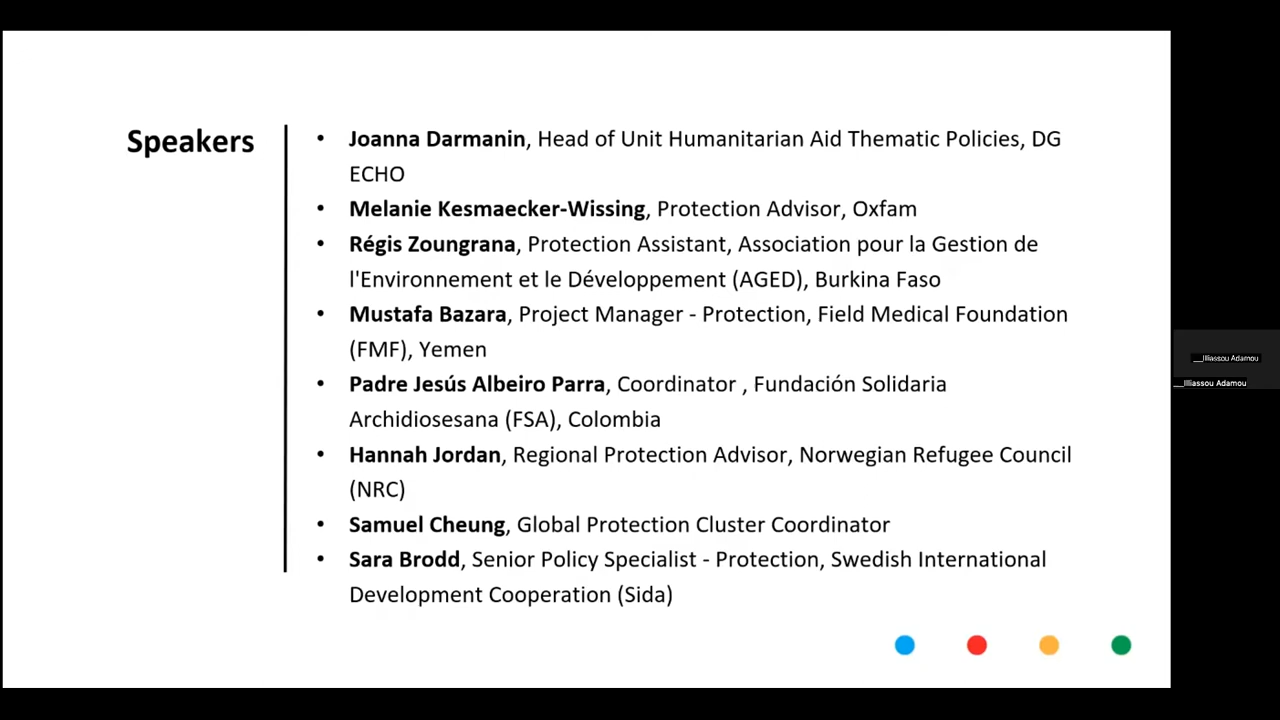 Speakers
• Joanna Darmanin, Head of Unit Humanitarian Aid Thematic Policies, DG
ECHO
• Melanie Kesmaecker-Wissing, Protection Advisor, Oxfam
• Régis Zoungrana, Protection Assistant, Association pour la Gestion de
l'Environnement et le Développement (AGED), Burkina Faso
• Mustafa Bazara, Project Manager - Protection, Field Medical Foundation
(FMF), Yemen
• Padre Jesús Albeiro Parra, Coordinator , Fundación Solidaria
Archidiosesana (FSA), Colombia
• Hannah Jordan, Regional Protection Advisor, Norwegian Refugee Council
(NRC)
• Samuel Cheung, Global Protection Cluster Coordinator
• Sara Brodd, Senior Policy Specialist - Protection, Swedish International
Development Cooperation (Sida)
__Illiassou Adamou
__Illiassou Adamou